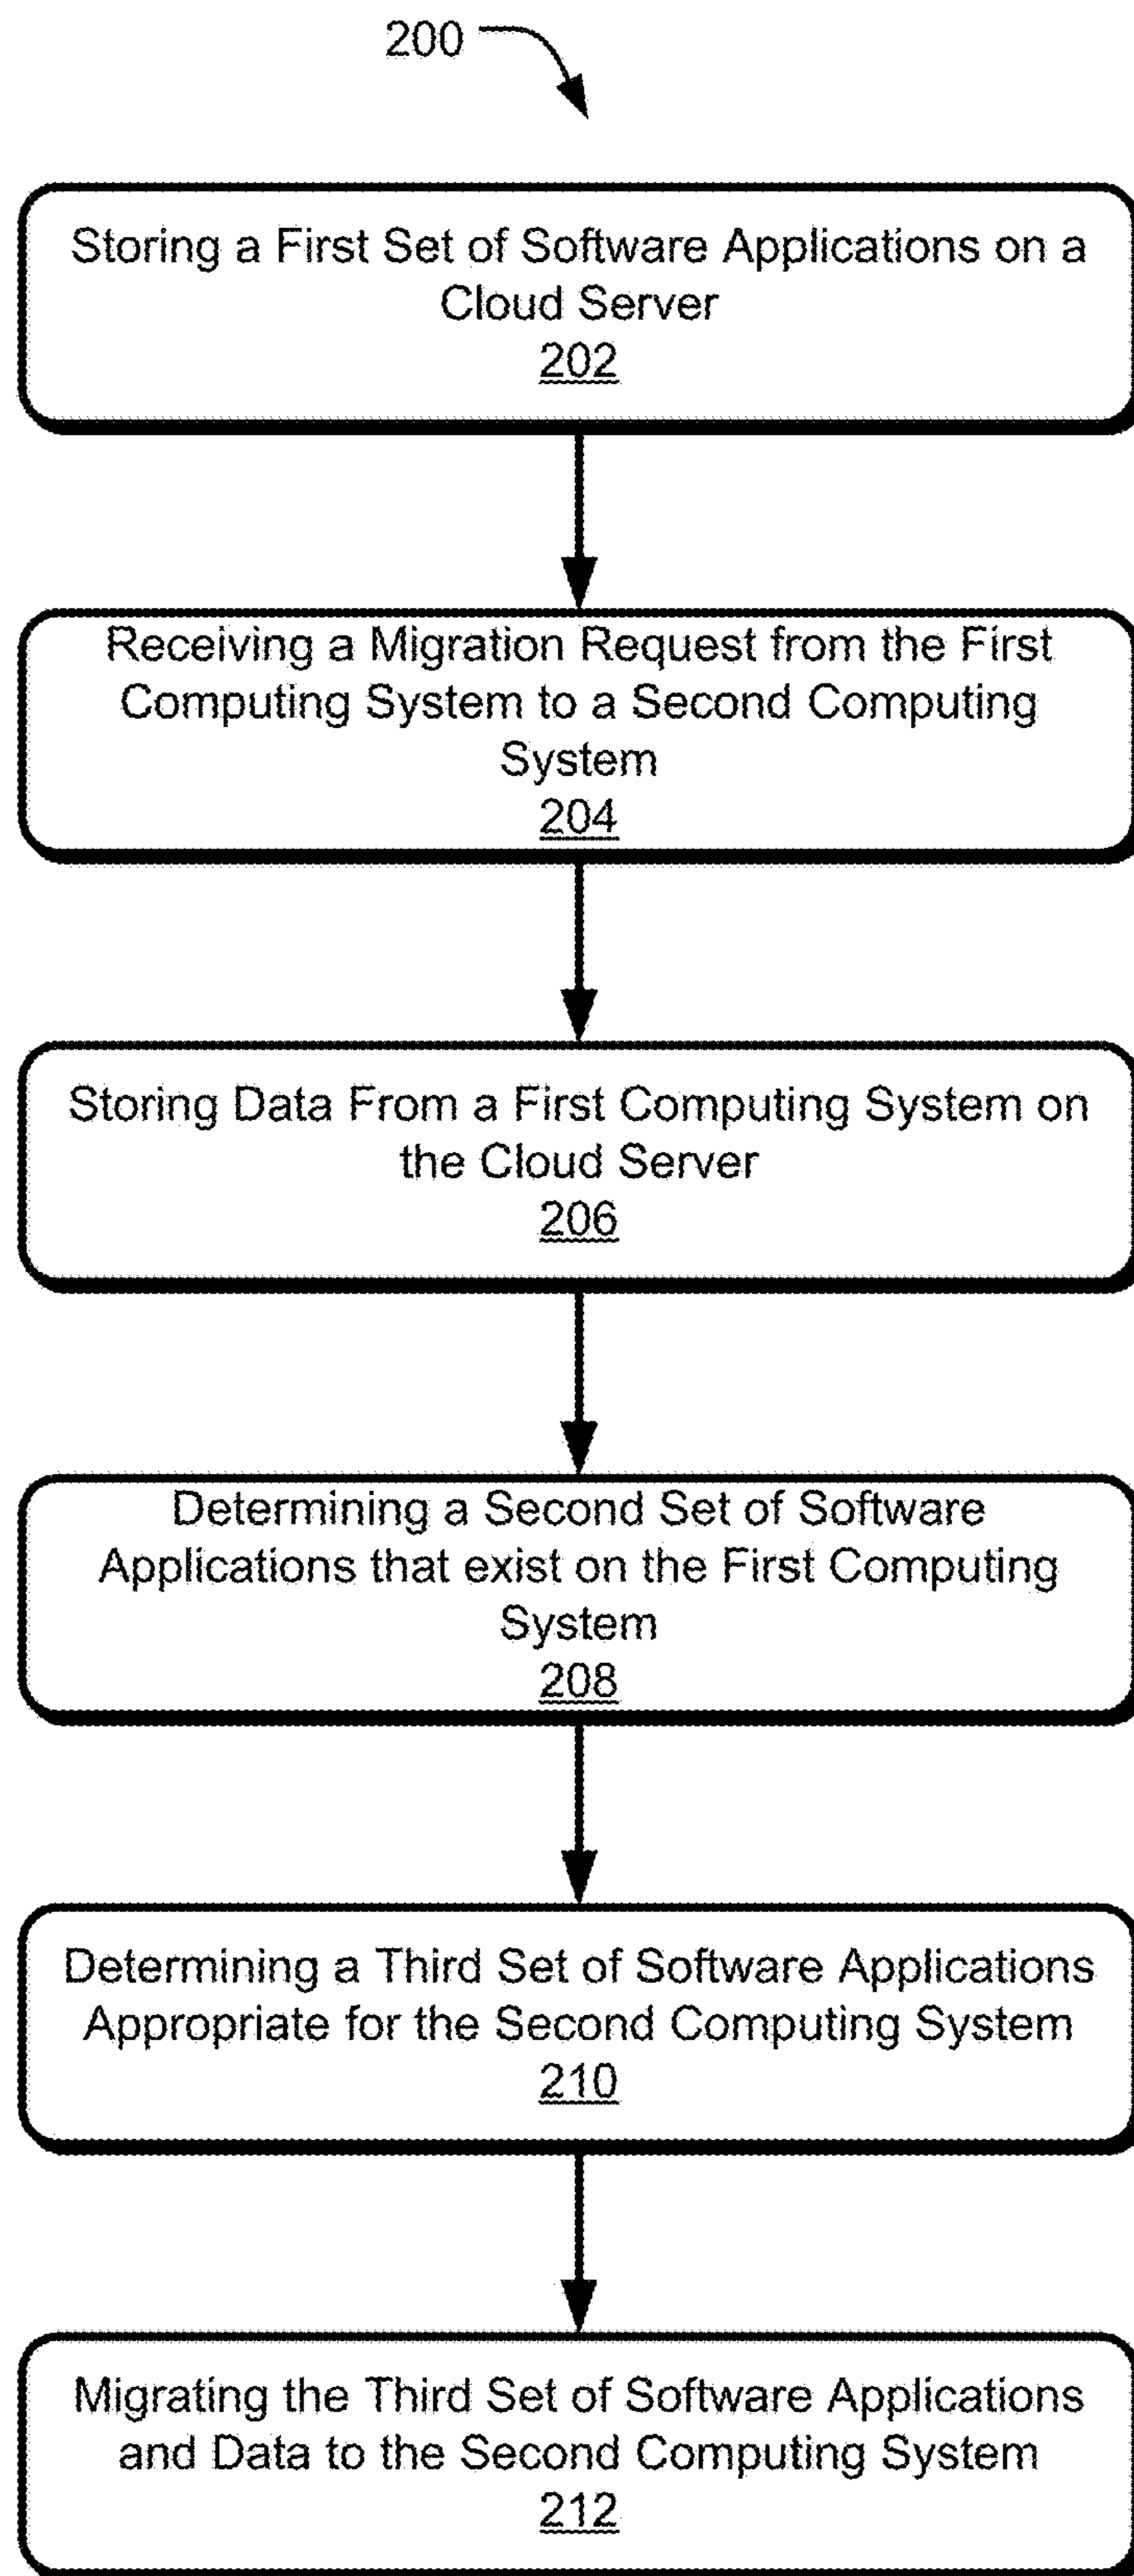 200
Storing a First Set of Software Applications on a
Cloud Server
202
Receiving a Migration Request from the First
Computing System to a Second Computing
System
204
Storing Data From a First Computing System on
the Cloud Server
206
Determining a Second Set of Software
Applications that exist on the First Computing
System
208
Determining a Third Set of Software Applications
Appropriate for the Second Computing System
210
Migrating the Third Set of Software Applications
and Data to the Second Computing System
212